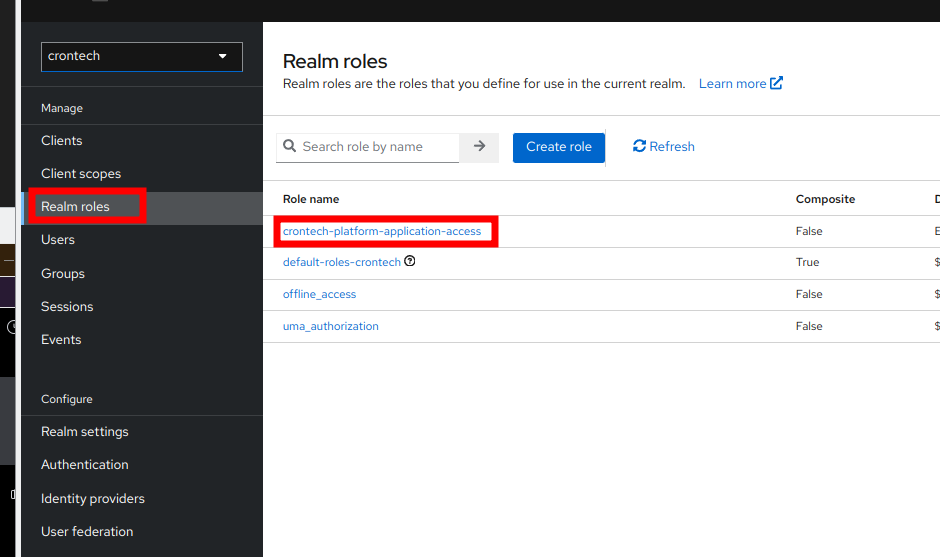 crontech
Manage
Clients
Client scopes
Realm roles
Users
Groups
Sessions
Events
Configure
Realm settings
Authentication
Identity providers
User federation
Realm roles
Realm roles are the roles that you define for use in the current realm. Learn more
Search role by name
Create role
Refresh
Role name Composite D
crontech-platform-application-access False E
default-roles-crontech True $
offline_access False $
uma_authorization False $